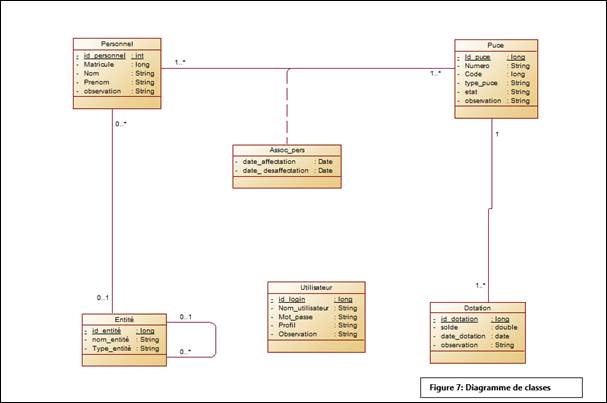 Personnel
- id_personnel : int
- Matricule : long
- Nom : String
- Prenom : String
- observation : String
1..*
0..*
Puce
- Id_puce : long
- Numero : String
- Code : long
- type_puce : String
- etat : String
- observation : String
1..*
1
Assoc_pers
- date_affectation : Date
- date_ desaffectation : Date
0..1
Entité
- id_entité : long
- nom_entité : String
- Type_entité : String
0..1
0..*
Utilisateur
- id_login : long
- Nom_utilisateur : String
- Mot_passe : String
- Profil : String
- Observation : String
1..*
Dotation
- id_dotation : long
- solde : double
- date_dotation : date
- observation : String
Figure 7: Diagramme de classes